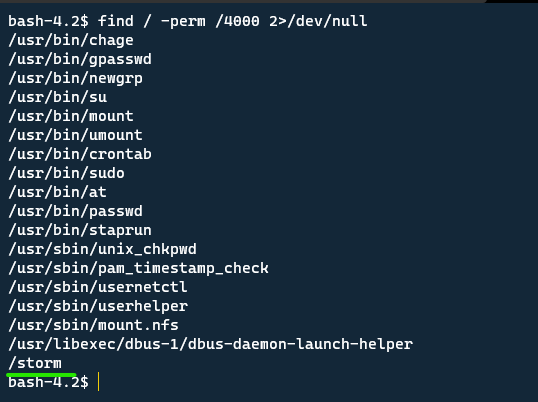 bash-4.2$ find / -perm /4000 2>/dev/null
/usr/bin/chage
/usr/bin/gpasswd
/usr/bin/newgrp
/usr/bin/su
/usr/bin/mount
/usr/bin/umount
/usr/bin/crontab
/usr/bin/sudo
/usr/bin/at
/usr/bin/passwd
/usr/bin/staprun
/usr/sbin/unix_chkpwd
/usr/sbin/pam_timestamp_check
/usr/sbin/usernetctl
/usr/sbin/userhelper
/usr/sbin/mount.nfs
/usr/libexec/dbus-1/dbus-daemon-launch-helper
/storm
bash-4.2$